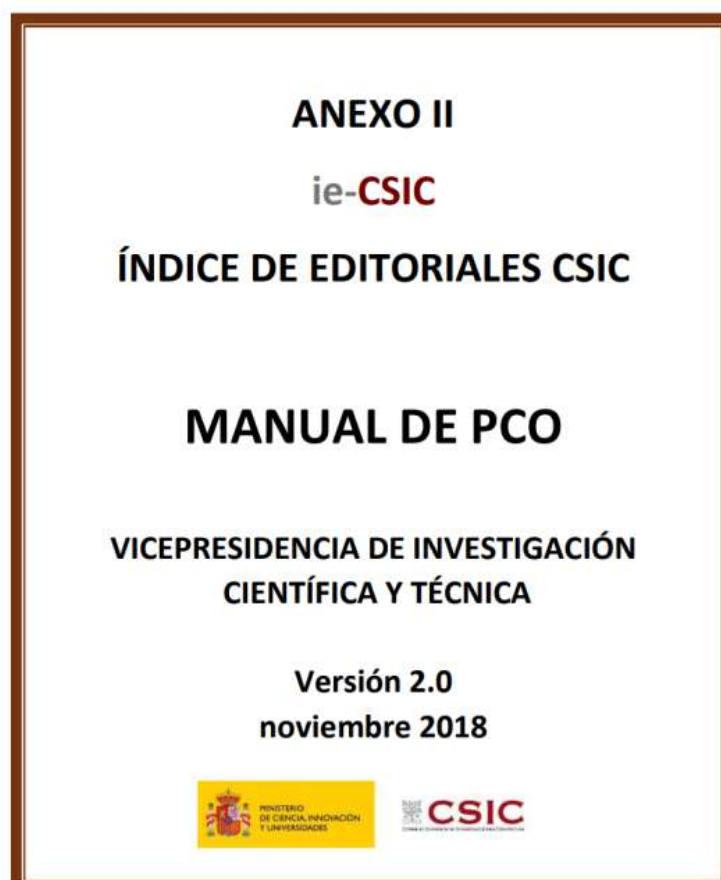 ANEXO II
ie-CSIC
ÍNDICE DE EDITORIALES CSIC
MANUAL DE PCO
VICEPRESIDENCIA DE INVESTIGACIÓN
CIENTÍFICA Y TÉCNICA
Versión 2.0
noviembre 2018
MINISTERIO
DE CIENCIA, INNOVACIÓN
Y UNIVERSIDADES
CSIC